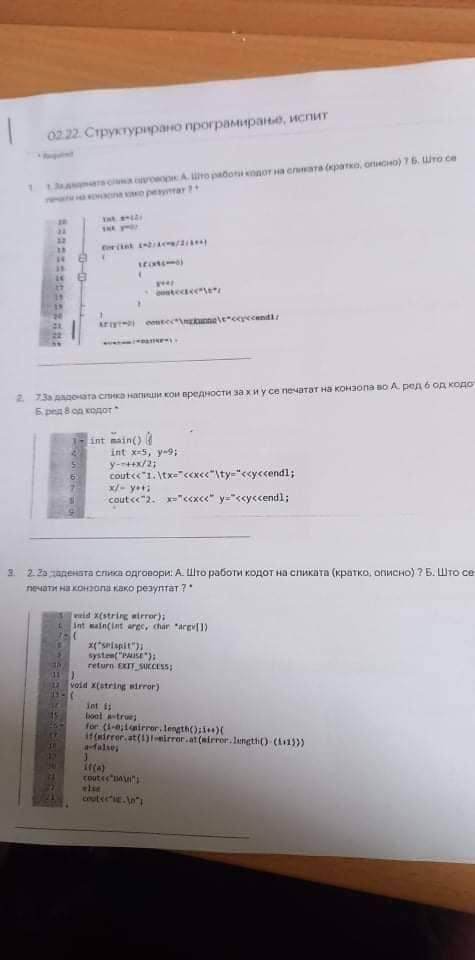 02.22. Структурирано програмирање, испит
* Required
1. 1. За дадената слика одговори: А. Што работи кодот на сликата (кратко, описно) ? Б. Што се
печати на конзола како резултат ? *
10 int x=12;
11 int y=0;
12
13 for(int i=2;i<=x/2;i++)
14 {
15 if(x%i==0)
16 {
17 y++;
18 cout<<i<<"\t";
19 }
20 }
21 if(y!=0) cout<<"\nvkupno\t"<<y<<endl;
22
2. 7.За дадената слика напиши кои вредности за x и y се печатат на конзола во А. ред 6 од кодо
Б. ред 8 од кодот *
3 int main() {
4 int x=5, y=9;
5 y-=++x/2;
6 cout<<"1.\tx="<<x<<"\ty="<<y<<endl;
7 x/= y++;
8 cout<<"2. x="<<x<<" y="<<y<<endl;
9
3. 2. За дадената слика одговори: А. Што работи кодот на сликата (кратко, описно) ? Б. Што се
печати на конзола како резултат ? *
5 void X(string mirror);
6 int main(int argc, char *argv[])
7 {
8 X("SPispit");
9 system("PAUSE");
10 return EXIT_SUCCESS;
11 }
12 void X(string mirror)
13 {
14 int i;
15 bool a=true;
16 for (i=0;i<mirror.length();i++){
17 if(mirror.at(i)!=mirror.at(mirror.length()-(i+1)))
18 a=false;
19 }
20 if(a)
21 cout<<"DA\n";
22 else
23 cout<<"NE.\n";